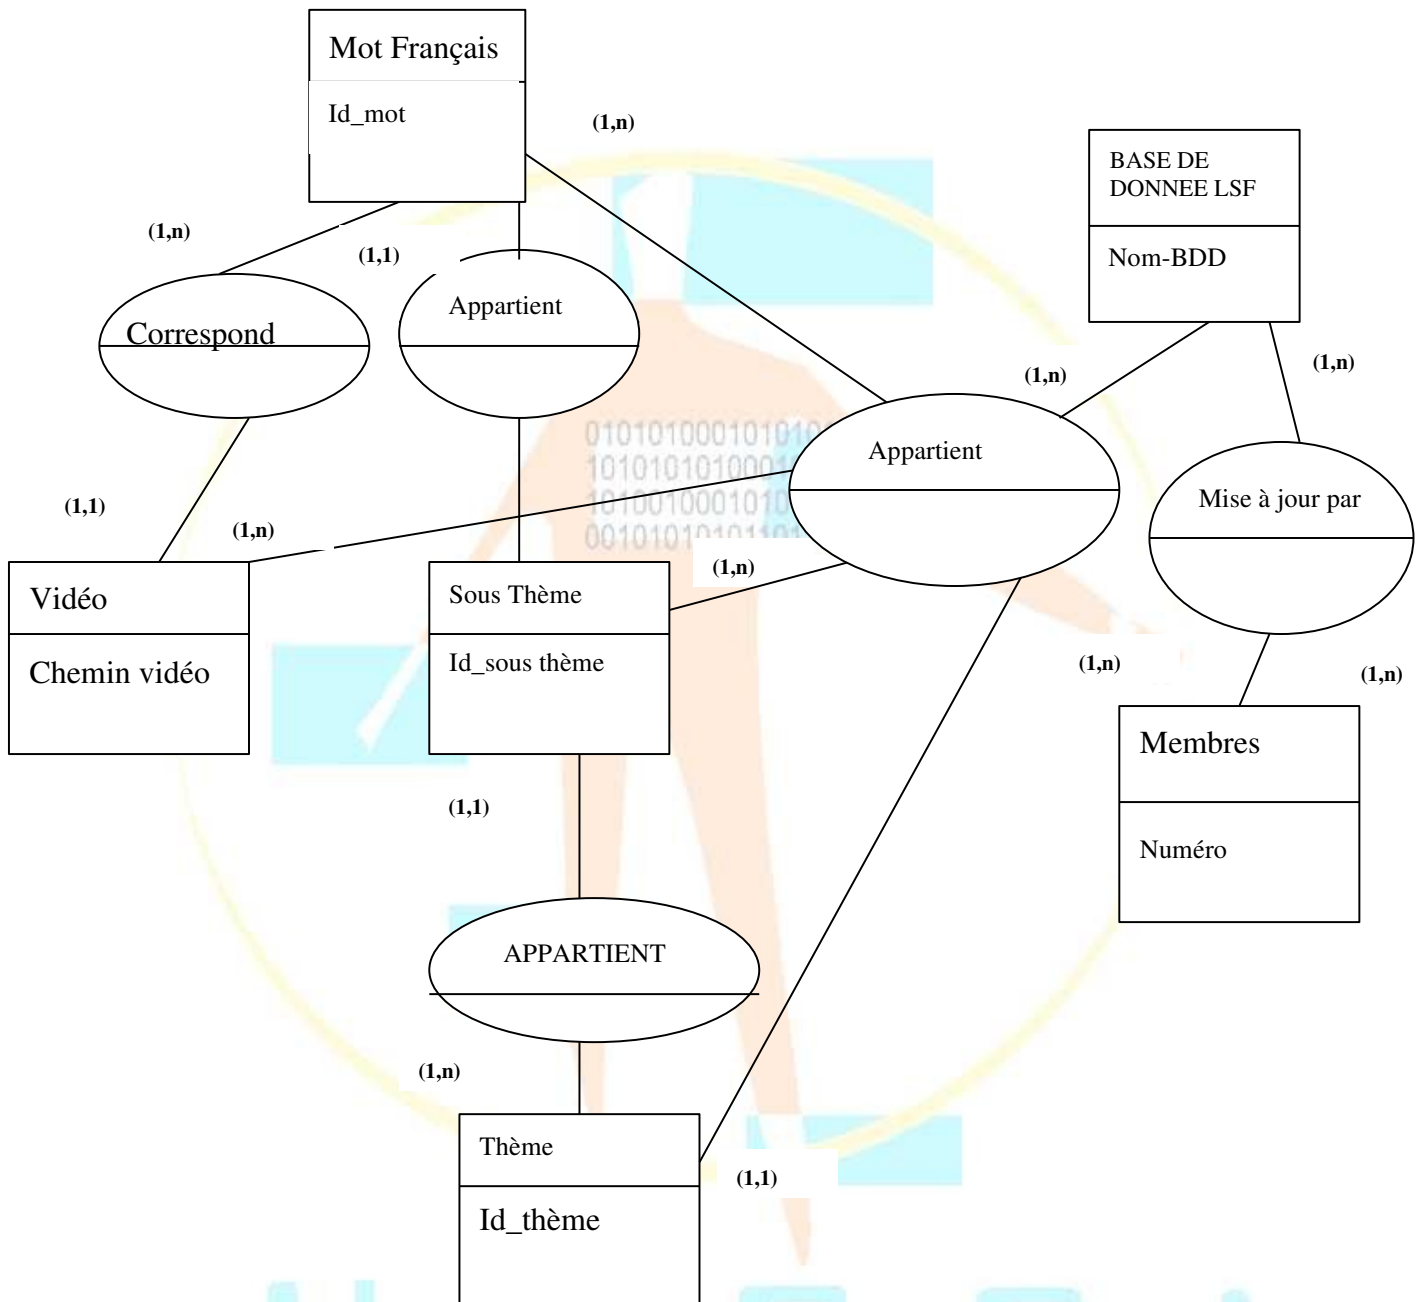 Mot Français
Id_mot
(1,n)
BASE DE
DONNEE LSF
Nom-BDD
(1,n)
(1,1)
Correspond
Appartient
(1,n)
(1,n)
Appartient
Mise à jour par
(1,1)
(1,n)
(1,n)
Vidéo
Chemin vidéo
Sous Thème
Id_sous thème
(1,n)
(1,n)
Membres
Numéro
(1,1)
APPARTIENT
(1,n)
Thème
Id_thème
(1,1)